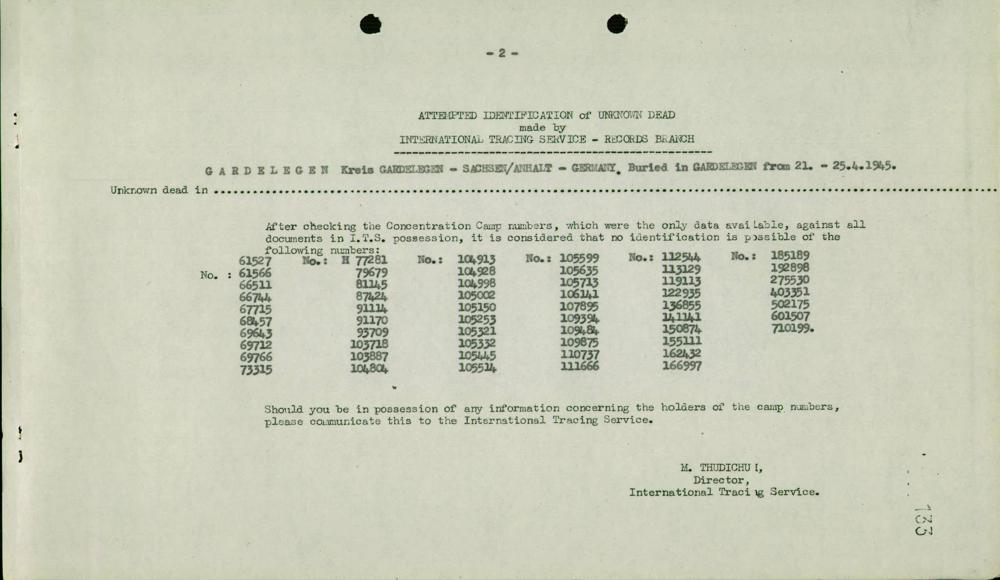 - 2 -
ATTEMPTED IDENTIFICATION of UNKNOWN DEAD
made by
INTERNATIONAL TRACING SERVICE - RECORDS BRANCH
G A R D E L E G E N Kreis GARDELEGEN - SACHSEN/ANHALT - GERMANY. Buried in GARDELEGEN from 21. - 25.4.1945.
Unknown dead in
After checking the Concentration Camp numbers, which were the only data available, against all
documents in I.T.S. possession, it is considered that no identification is possible of the
following numbers:
61527 No.: H 77281 No.: 104913 No.: 105599 No.: 112544 No.: 185189
No. : 61566 79679 104928 105635 113129 192898
66511 81145 104998 105713 119113 275530
66744 87424 105002 106141 122935 403351
67715 91114 105150 107895 136855 502175
68457 91170 105253 109394 141141 601507
69643 93709 105321 109484 150874 710199.
69712 103718 105332 109875 155111
69766 103887 105445 110737 162432
73315 104804 105514 111666 166997
Should you be in possession of any information concerning the holders of the camp numbers,
please communicate this to the International Tracing Service.
M. THUDICHU I,
Director,
International Traci g Service.
133